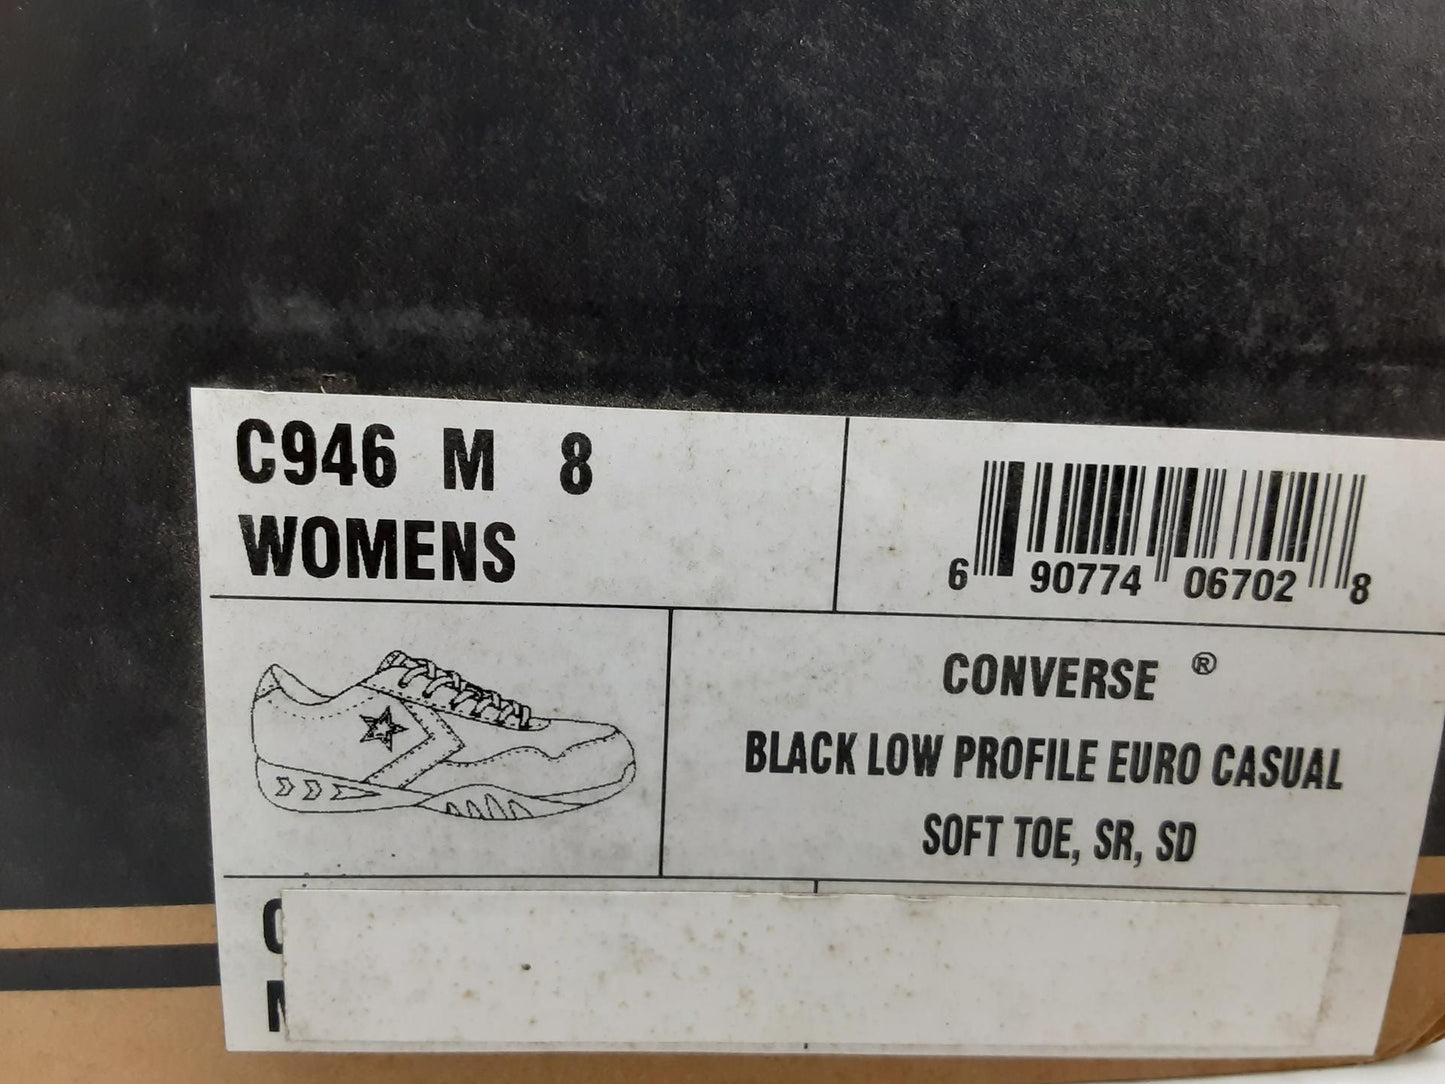 C946 M 8
WOMENS
6 90774 06702 8
CONVERSE ®
BLACK LOW PROFILE EURO CASUAL
SOFT TOE, SR, SD